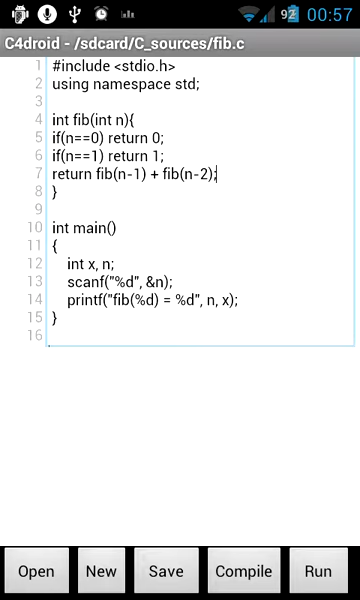 92 00:57
C4droid - /sdcard/C_sources/fib.c
1 #include <stdio.h>
2 using namespace std;
3
4 int fib(int n){
5 if(n==0) return 0;
6 if(n==1) return 1;
7 return fib(n-1) + fib(n-2);
8 }
9
10 int main()
11 {
12     int x, n;
13     scanf("%d", &n);
14     printf("fib(%d) = %d", n, x);
15 }
16
Open New Save Compile Run